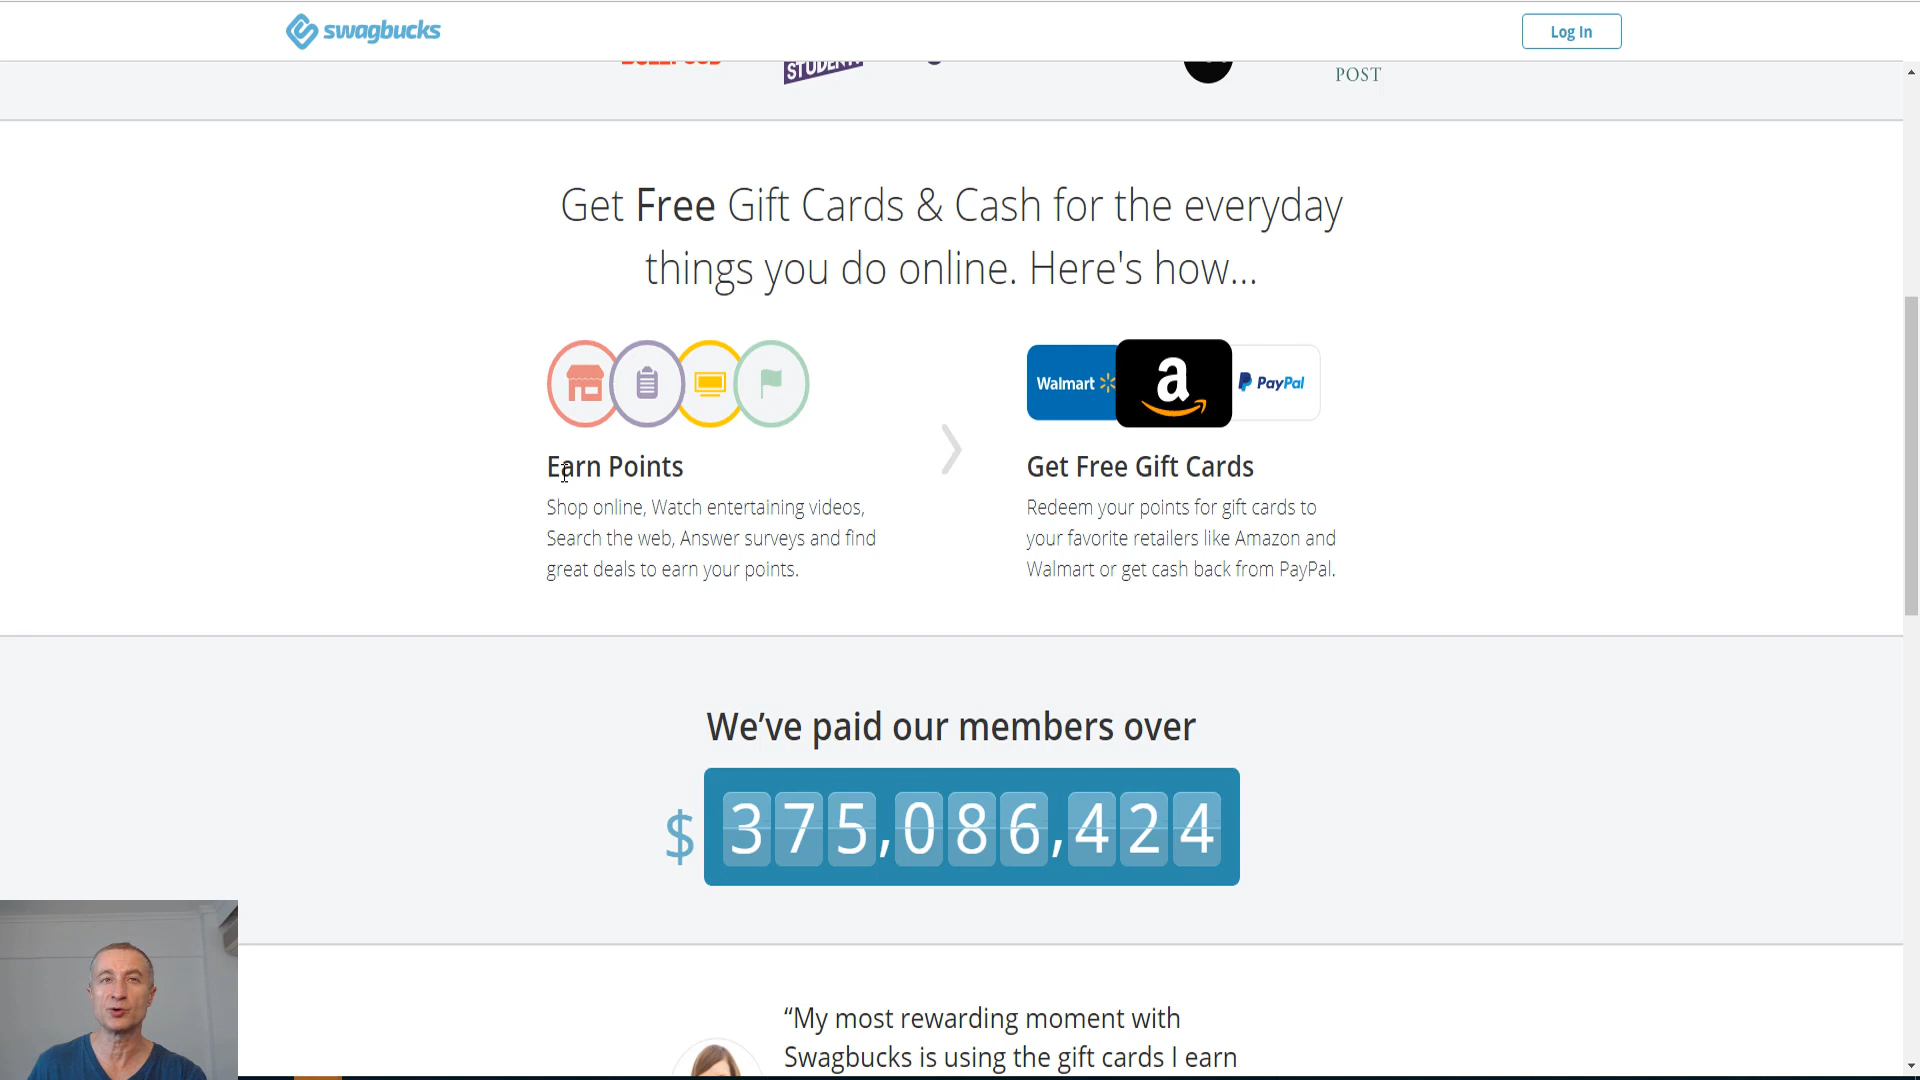 swagbucks
Log In
STUDENT
POST
Get Free Gift Cards & Cash for the everyday
things you do online. Here's how...
Walmart
a
PayPal
Earn Points
Get Free Gift Cards
Shop online, Watch entertaining videos,
Search the web, Answer surveys and find
great deals to earn your points.
Redeem your points for gift cards to
your favorite retailers like Amazon and
Walmart or get cash back from PayPal.
We've paid our members over
$ 375,086,424
“My most rewarding moment with
Swagbucks is using the gift cards I earn